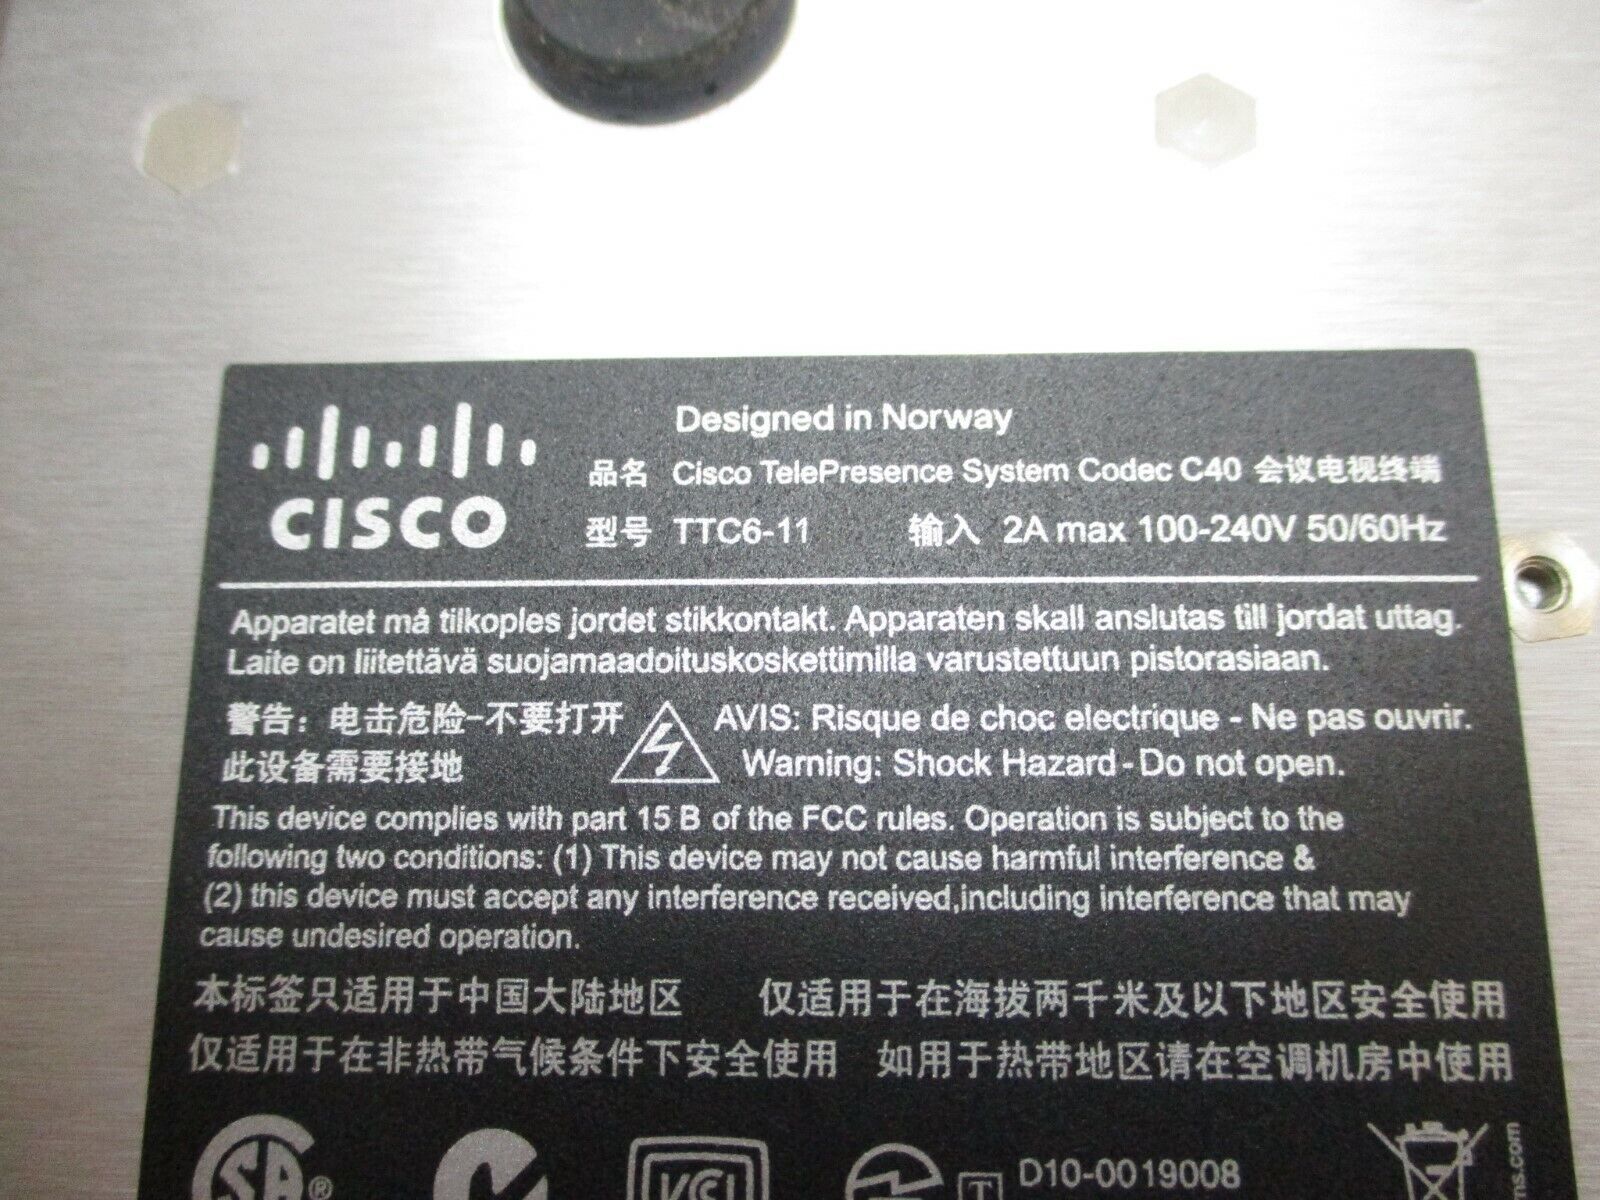 CISCO
Designed in Norway
品名 Cisco TelePresence System Codec C40 会议电视终端
型号 TTC6-11 输入 2A max 100-240V 50/60Hz
Apparatet må tilkoples jordet stikkontakt. Apparaten skall anslutas till jordat uttag.
Laite on liitettävä suojamaadoituskoskettimilla varustettuun pistorasiaan.
警告：电击危险-不要打开
此设备需要接地
AVIS: Risque de choc electrique - Ne pas ouvrir.
Warning: Shock Hazard - Do not open.
This device complies with part 15 B of the FCC rules. Operation is subject to the
following two conditions: (1) This device may not cause harmful interference &
(2) this device must accept any interference received,including interference that may
cause undesired operation.
本标签只适用于中国大陆地区 仅适用于在海拔两千米及以下地区安全使用
仅适用于在非热带气候条件下安全使用 如用于热带地区请在空调机房中使用
SA ®
VCCI
T D10-0019008